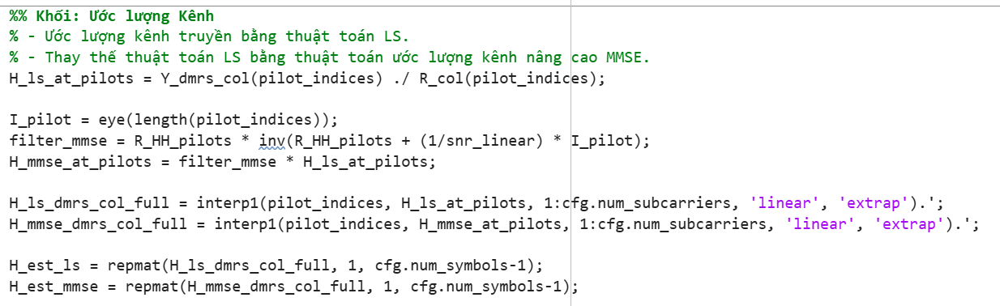 %% Khối: Ước lượng Kênh
% - Ước lượng kênh truyền bằng thuật toán LS.
% - Thay thế thuật toán LS bằng thuật toán ước lượng kênh nâng cao MMSE.
H_ls_at_pilots = Y_dmrs_col(pilot_indices) ./ R_col(pilot_indices);
I_pilot = eye(length(pilot_indices));
filter_mmse = R_HH_pilots * inv(R_HH_pilots + (1/snr_linear) * I_pilot);
H_mmse_at_pilots = filter_mmse * H_ls_at_pilots;
H_ls_dmrs_col_full = interp1(pilot_indices, H_ls_at_pilots, 1:cfg.num_subcarriers, 'linear', 'extrap').';
H_mmse_dmrs_col_full = interp1(pilot_indices, H_mmse_at_pilots, 1:cfg.num_subcarriers, 'linear', 'extrap').';
H_est_ls = repmat(H_ls_dmrs_col_full, 1, cfg.num_symbols-1);
H_est_mmse = repmat(H_mmse_dmrs_col_full, 1, cfg.num_symbols-1);